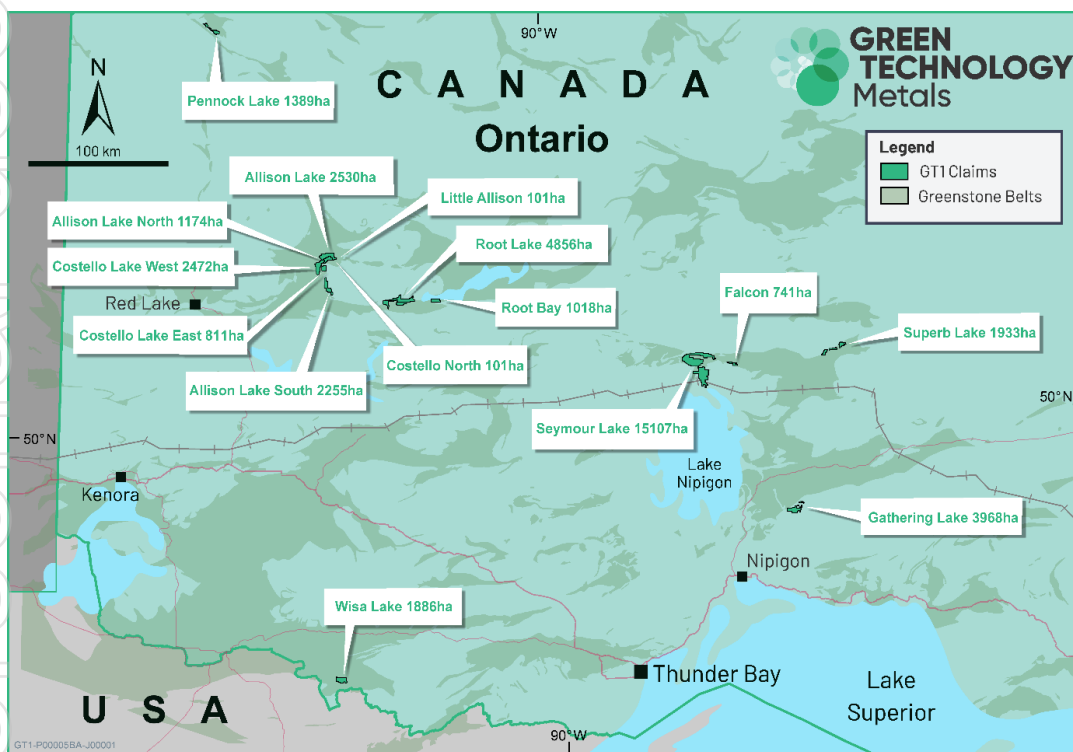 90°W
GREEN
TECHNOLOGY
Metals
CANADA
Ontario
N
100 km
Pennock Lake 1389ha
Legend
GT1 Claims
Greenstone Belts
Allison Lake 2530ha
Little Allison 101ha
Allison Lake North 1174ha
Root Lake 4856ha
Costello Lake West 2472ha
Red Lake
Root Bay 1018ha
Falcon 741ha
Superb Lake 1933ha
Costello Lake East 811ha
Costello North 101ha
Allison Lake South 2255ha
50°N
Seymour Lake 15107ha
50°N
Lake
Nipigon
Kenora
Gathering Lake 3968ha
Nipigon
Wisa Lake 1886ha
Thunder Bay
Lake
Superior
USA
90°W
GT1-P00005BA-J00001